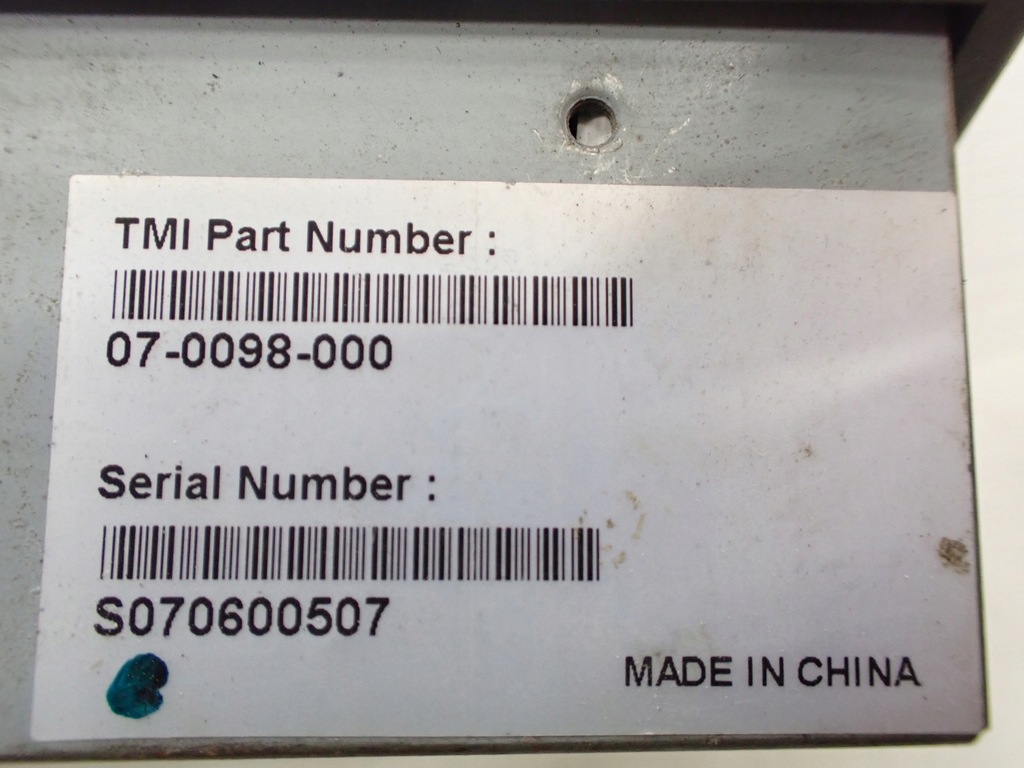 TMI Part Number :
07-0098-000
Serial Number :
S070600507
MADE IN CHINA